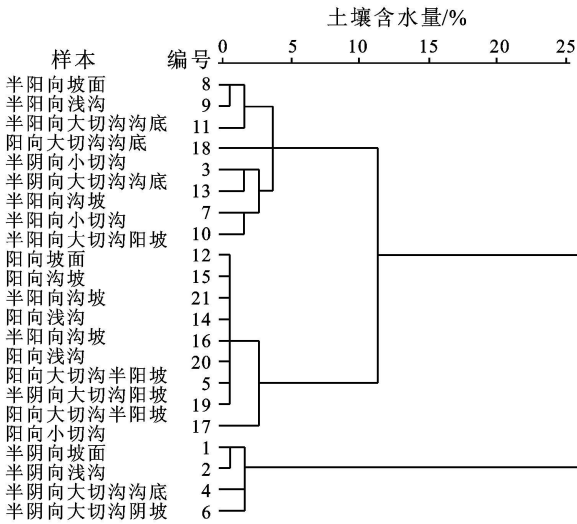 土壤含水量/%
样本 编号 0 5 10 15 20 25
半阳向坡面 8
半阳向浅沟 9
半阳向大切沟沟底 11
阳向大切沟沟底 18
半阴向小切沟 3
半阴向大切沟沟底 13
半阳向沟坡 7
半阳向小切沟 10
半阳向大切沟阳坡 12
阳向坡面 15
阳向沟坡 21
半阳向沟坡 14
阳向浅沟 16
半阳向沟坡 20
阳向浅沟 5
阳向大切沟半阳坡 19
半阴向大切沟阳坡 17
阳向大切沟半阳坡 1
阳向小切沟 2
半阴向坡面 4
半阴向浅沟 6
半阴向大切沟沟底
半阴向大切沟阴坡